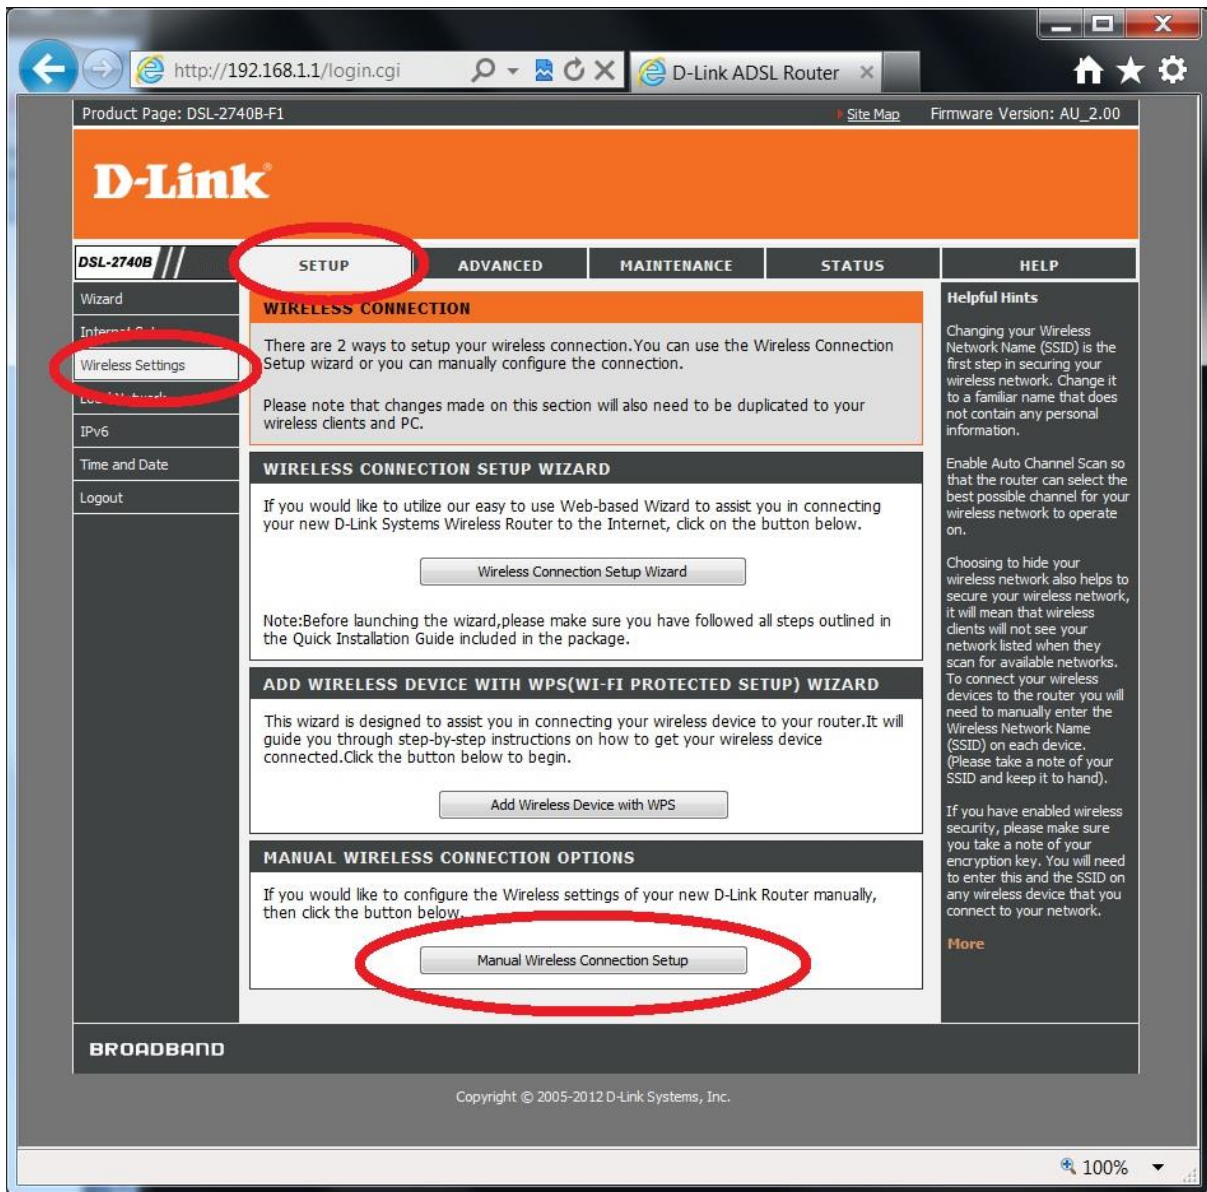 http://192.168.1.1/login.cgi
D-Link ADSL Router
Product Page: DSL-2740B-F1
Site Map
Firmware Version: AU_2.00
D-Link®
DSL-2740B
SETUP
ADVANCED
MAINTENANCE
STATUS
HELP
Wizard
Internet
Wireless Settings
IPv6
Time and Date
Logout
WIRELESS CONNECTION
There are 2 ways to setup your wireless connection.You can use the Wireless Connection
Setup wizard or you can manually configure the connection.
Please note that changes made on this section will also need to be duplicated to your
wireless clients and PC.
WIRELESS CONNECTION SETUP WIZARD
If you would like to utilize our easy to use Web-based Wizard to assist you in connecting
your new D-Link Systems Wireless Router to the Internet, click on the button below.
Wireless Connection Setup Wizard
Note:Before launching the wizard,please make sure you have followed all steps outlined in
the Quick Installation Guide included in the package.
ADD WIRELESS DEVICE WITH WPS(WI-FI PROTECTED SETUP) WIZARD
This wizard is designed to assist you in connecting your wireless device to your router.It will
guide you through step-by-step instructions on how to get your wireless device
connected.Click the button below to begin.
Add Wireless Device with WPS
MANUAL WIRELESS CONNECTION OPTIONS
If you would like to configure the Wireless settings of your new D-Link Router manually,
then click the button below.
Manual Wireless Connection Setup
Helpful Hints
Changing your Wireless
Network Name (SSID) is the
first step in securing your
wireless network. Change it
to a familiar name that does
not contain any personal
information.
Enable Auto Channel Scan so
that the router can select the
best possible channel for your
wireless network to operate
on.
Choosing to hide your
wireless network also helps to
secure your wireless network,
it will mean that wireless
clients will not see your
network listed when they
scan for available networks.
To connect your wireless
devices to the router you will
need to manually enter the
Wireless Network Name
(SSID) on each device.
(Please take a note of your
SSID and keep it to hand).
If you have enabled wireless
security, please make sure
you take a note of your
encryption key. You will need
to enter this and the SSID on
any wireless device that you
connect to your network.
More
BROADBAND
Copyright © 2005-2012 D-Link Systems, Inc.
100%